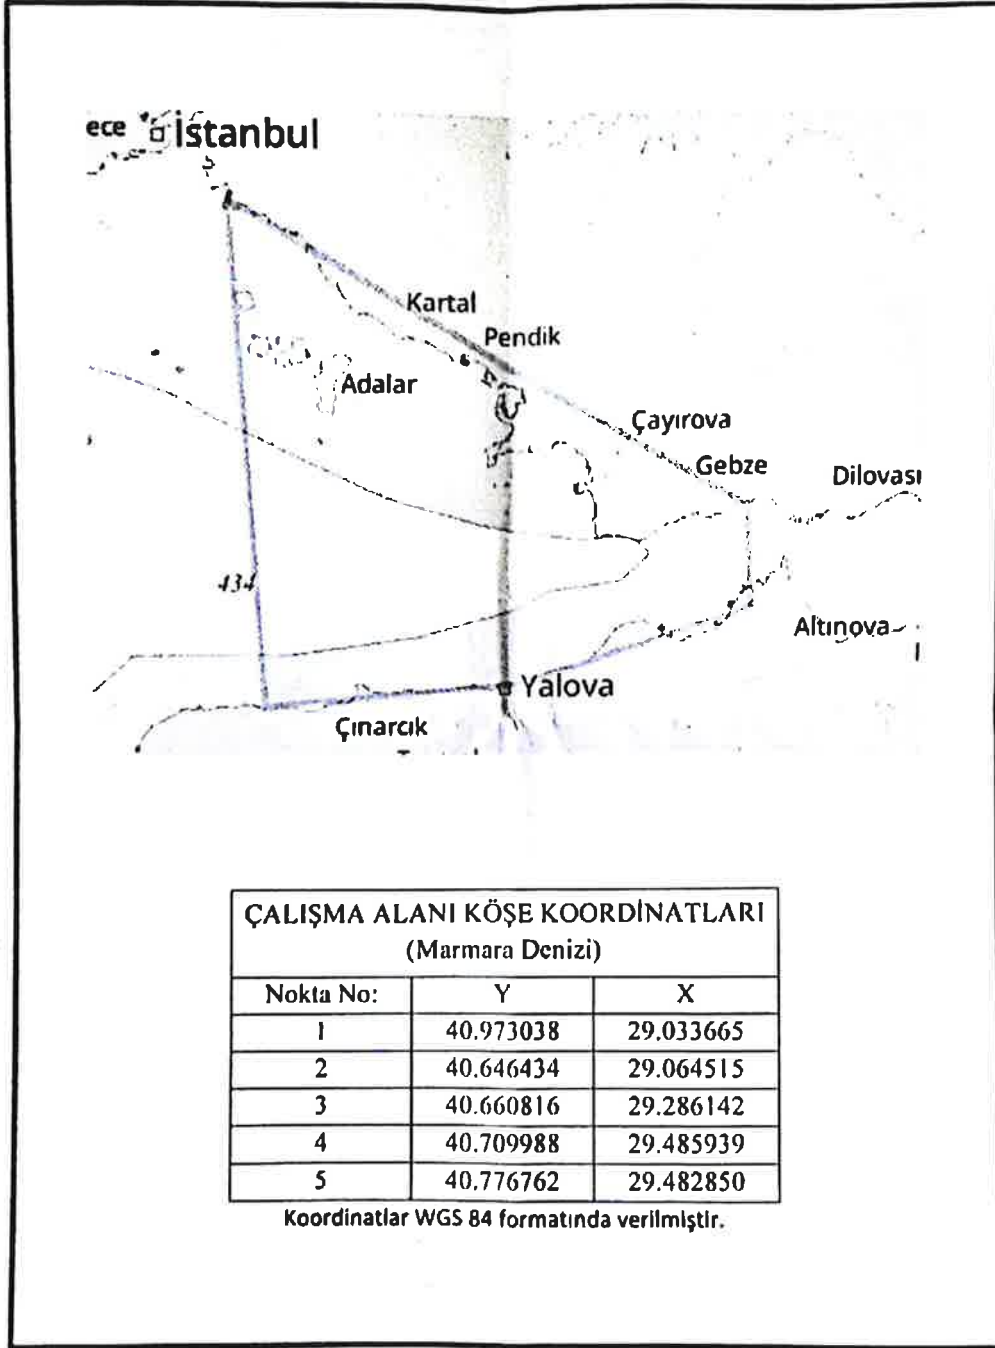 ece
İstanbul
Kartal
Pendik
Adalar
Çayırova
Gebze
Dilovası
434
Altınova
Yalova
Çınarcık
ÇALIŞMA ALANI KÖŞE KOORDİNATLARI
(Marmara Denizi)
Nokta No: Y X
1 40.973038 29.033665
2 40.646434 29.064515
3 40.660816 29.286142
4 40.709988 29.485939
5 40.776762 29.482850
Koordinatlar WGS 84 formatında verilmiştir.